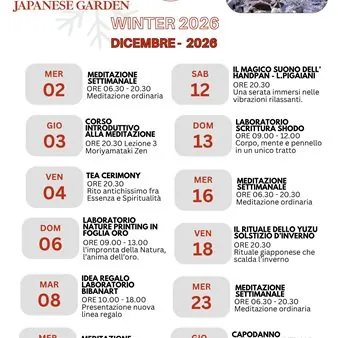 JAPANESE GARDEN
WINTER 2026
DICEMBRE - 2026
MER
02
MEDITAZIONE
SETTIMANALE
ORE 06.30 - 20.30
Meditazione ordinaria
GIO
03
CORSO
INTRODUTTIVO
ALLA MEDITAZIONE
ORE 20.30 Lezione 3
Moriyamataki Zen
VEN
04
TEA CERIMONY
ORE 20.30
Rito antichissimo fra
Essenza e Spiritualità
DOM
06
LABORATORIO
NATURE PRINTING IN
FOGLIA ORO
ORE 09.00 - 13.00
l'impronta della Natura,
l'anima dell'oro.
MAR
08
IDEA REGALO
LABORATORIO
BIBANART
ORE 10.00 - 18.00
Presentazione nuova
linea regalo
MER
MEDITAZIONE
SAB
12
IL MAGICO SUONO DELL'
HANDPAN - L.PIGAIANI
ORE 20.30
Una serata immersi nelle
vibrazioni rilassanti.
DOM
13
LABORATORIO
SCRITTURA SHODO
ORE 09.00 - 12.00
Corpo, mente e pennello
in un unico tratto
MER
16
MEDITAZIONE
SETTIMANALE
ORE 06.30 - 20.30
Meditazione ordinaria
VEN
18
IL RITUALE DELLO YUZU
SOLSTIZIO D'INVERNO
ORE 20.30
Rituale giapponese che
scalda l'inverno
MER
23
MEDITAZIONE
SETTIMANALE
ORE 06.30 - 20.30
Meditazione ordinaria
GIO
CAPODANNO